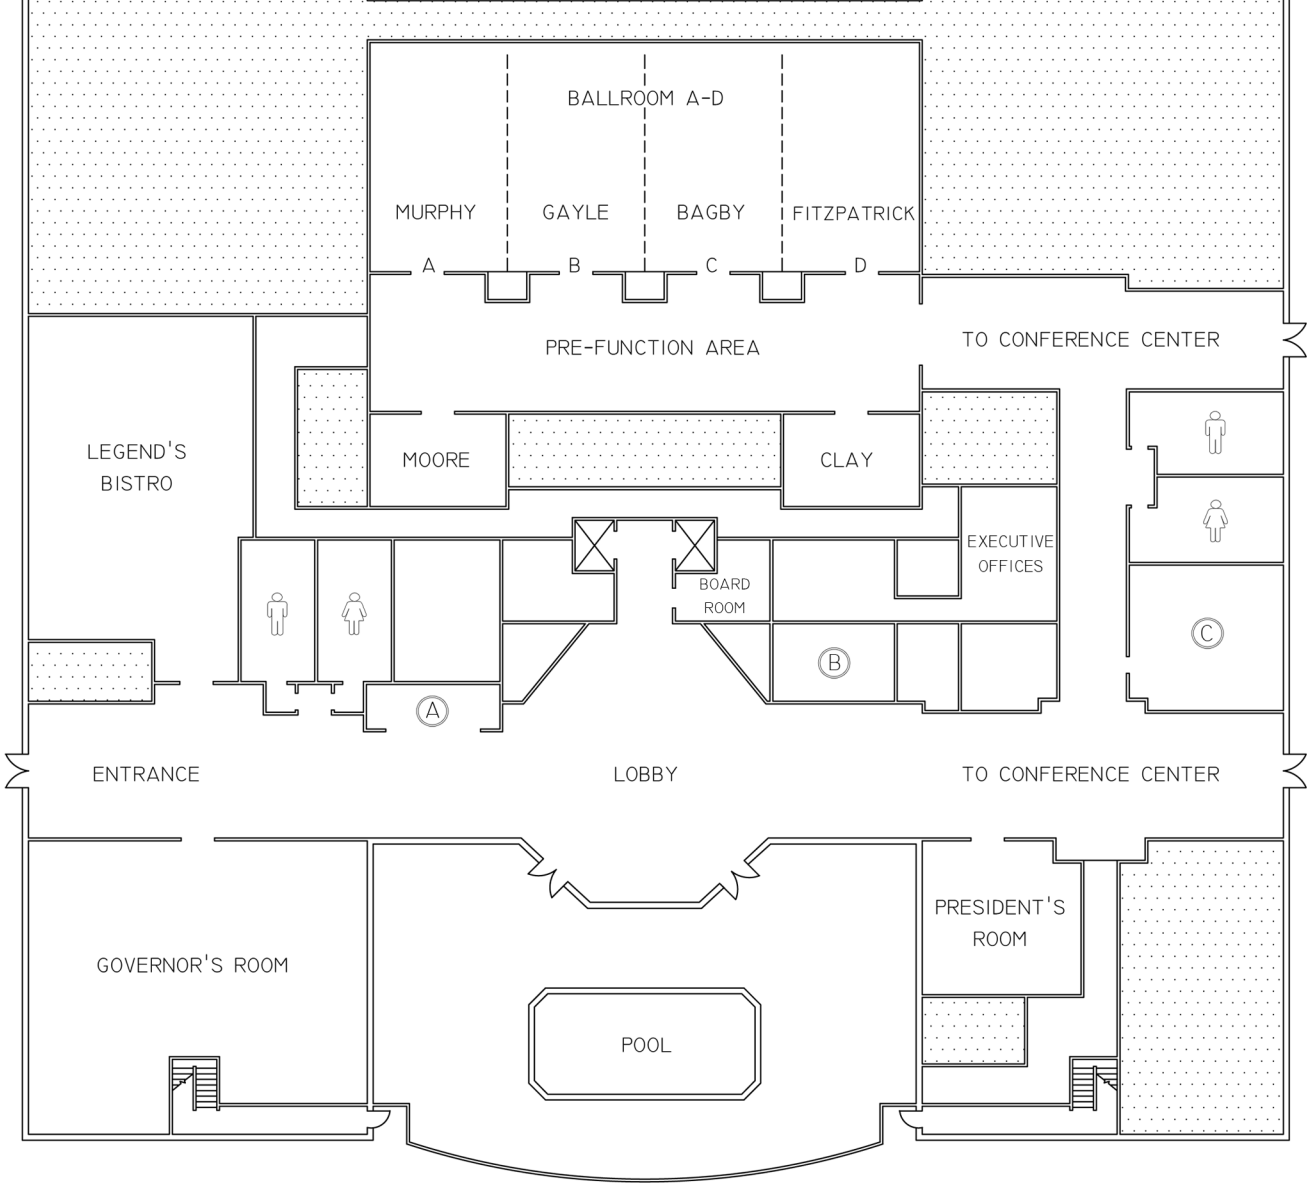 BALLROOM A-D
MURPHY
GAYLE
BAGBY
FITZPATRICK
A
B
C
D
PRE-FUNCTION AREA
TO CONFERENCE CENTER
LEGEND'S
BISTRO
MOORE
CLAY
EXECUTIVE
OFFICES
BOARD
ROOM
A
B
C
ENTRANCE
LOBBY
TO CONFERENCE CENTER
GOVERNOR'S ROOM
PRESIDENT'S
ROOM
POOL